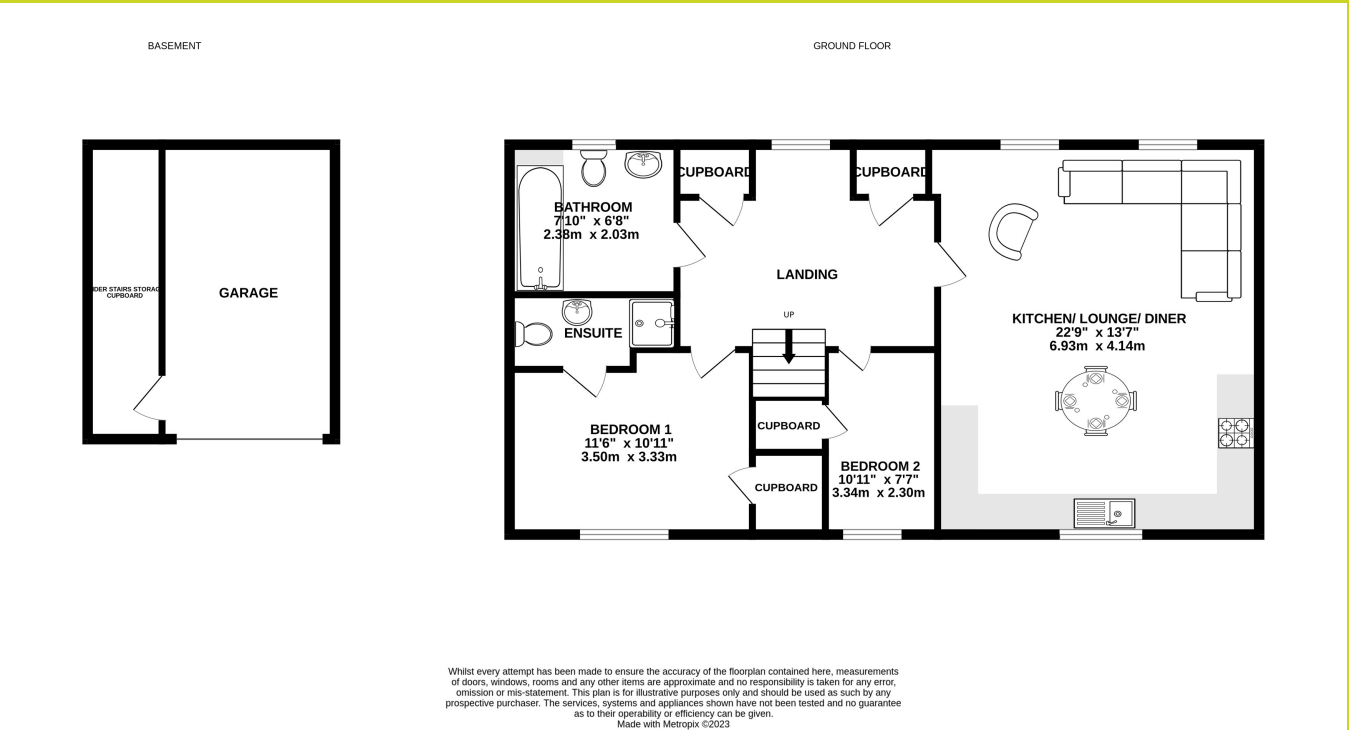 BASEMENT
GROUND FLOOR
CUPBOARD
CUPBOARD
BATHROOM
7'10" x 6'8"
2.38m x 2.03m
LANDING
UP
STORAG
STAIRS
CUPBOARD
GARAGE
ENSUITE
KITCHEN/ LOUNGE/ DINER
22'9" x 13'7"
6.93m x 4.14m
BEDROOM 1
11'6" x 10'11"
3.50m x 3.33m
CUPBOARD
BEDROOM 2
10'11" x 7'7"
3.34m x 2.30m
CUPBOARD
Whilst every attempt has been made to ensure the accuracy of the floorplan contained here, measurements
of doors, windows, rooms and any other items are approximate and no responsibility is taken for any error,
omission or mis-statement. This plan is for illustrative purposes only and should be used as such by any
prospective purchaser. The services, systems and appliances shown have not been tested and no guarantee
as to their operability or efficiency can be given.
Made with Metropix ©2023